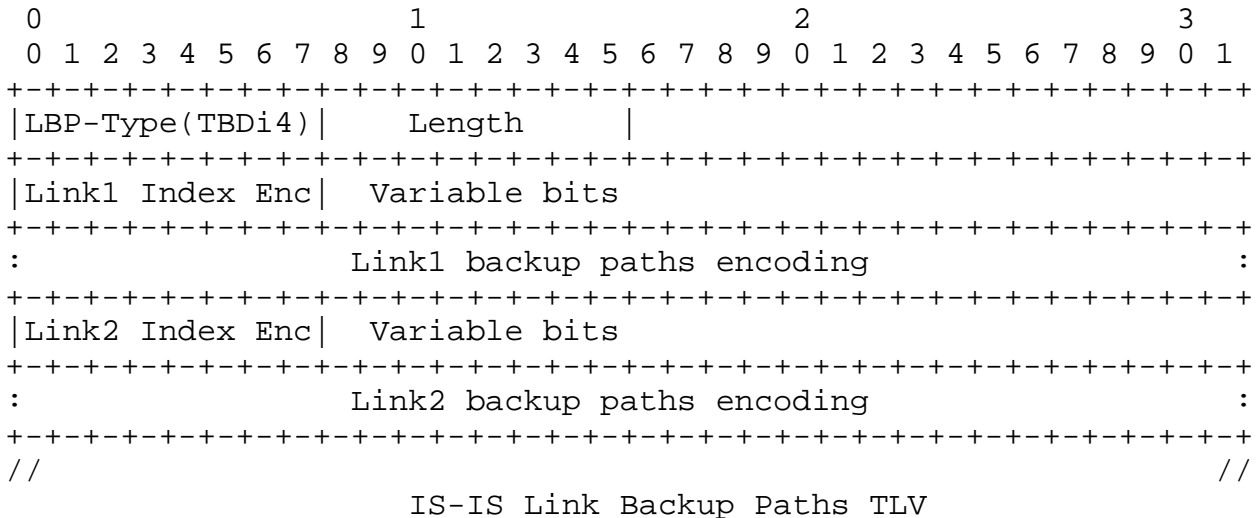 0                   1                   2                   3
 0 1 2 3 4 5 6 7 8 9 0 1 2 3 4 5 6 7 8 9 0 1 2 3 4 5 6 7 8 9 0 1
+-+-+-+-+-+-+-+-+-+-+-+-+-+-+-+-+-+-+-+-+-+-+-+-+-+-+-+-+-+-+-+-+
|LBP-Type(TBDi4)|    Length     |
+-+-+-+-+-+-+-+-+-+-+-+-+-+-+-+-+-+-+-+-+-+-+-+-+-+-+-+-+-+-+-+-+
|Link1 Index Enc|  Variable bits
+-+-+-+-+-+-+-+-+-+-+-+-+-+-+-+-+-+-+-+-+-+-+-+-+-+-+-+-+-+-+-+-+
:                 Link1 backup paths encoding                   :
+-+-+-+-+-+-+-+-+-+-+-+-+-+-+-+-+-+-+-+-+-+-+-+-+-+-+-+-+-+-+-+-+
|Link2 Index Enc|  Variable bits
+-+-+-+-+-+-+-+-+-+-+-+-+-+-+-+-+-+-+-+-+-+-+-+-+-+-+-+-+-+-+-+-+
:                 Link2 backup paths encoding                   :
+-+-+-+-+-+-+-+-+-+-+-+-+-+-+-+-+-+-+-+-+-+-+-+-+-+-+-+-+-+-+-+-+
//                                                             //
                    IS-IS Link Backup Paths TLV